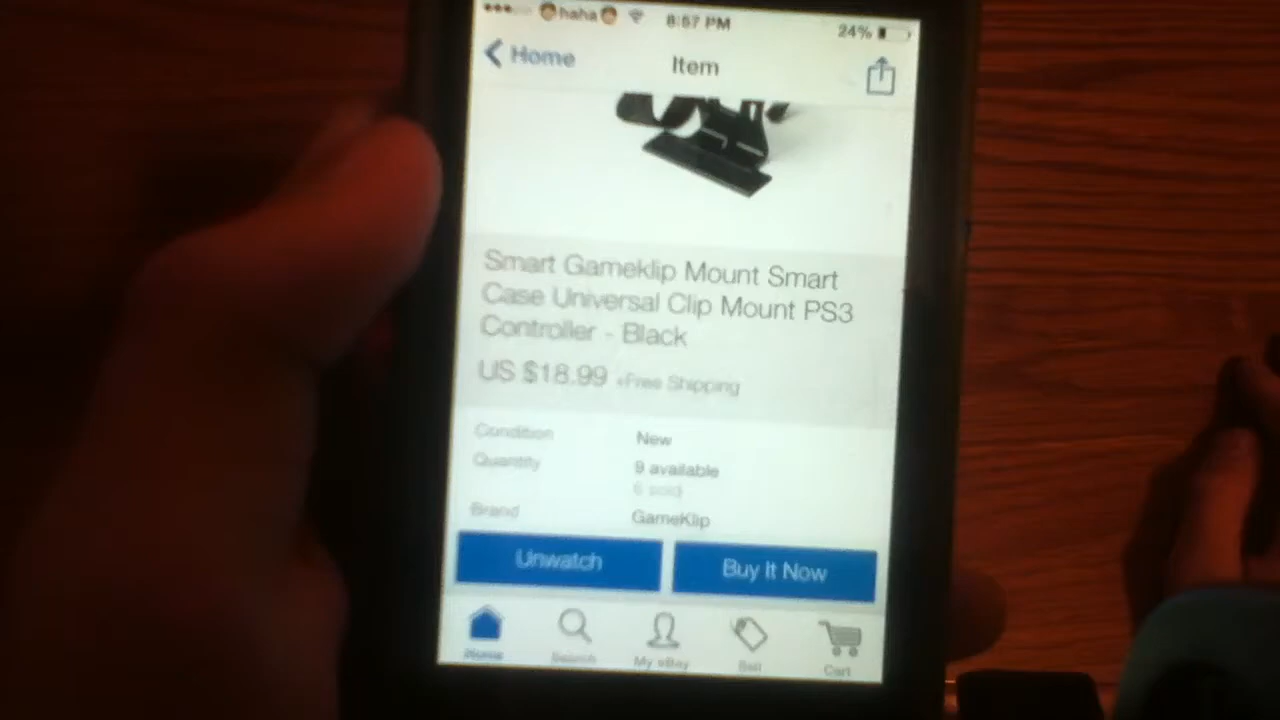 haha 8:57 PM 24%
Home Item
Smart Gameklip Mount Smart
Case Universal Clip Mount PS3
Controller - Black
US $18.99 +Free Shipping
Condition New
Quantity 9 available
6 sold
Brand GameKlip
Unwatch Buy It Now
Home Search My eBay Sell Cart